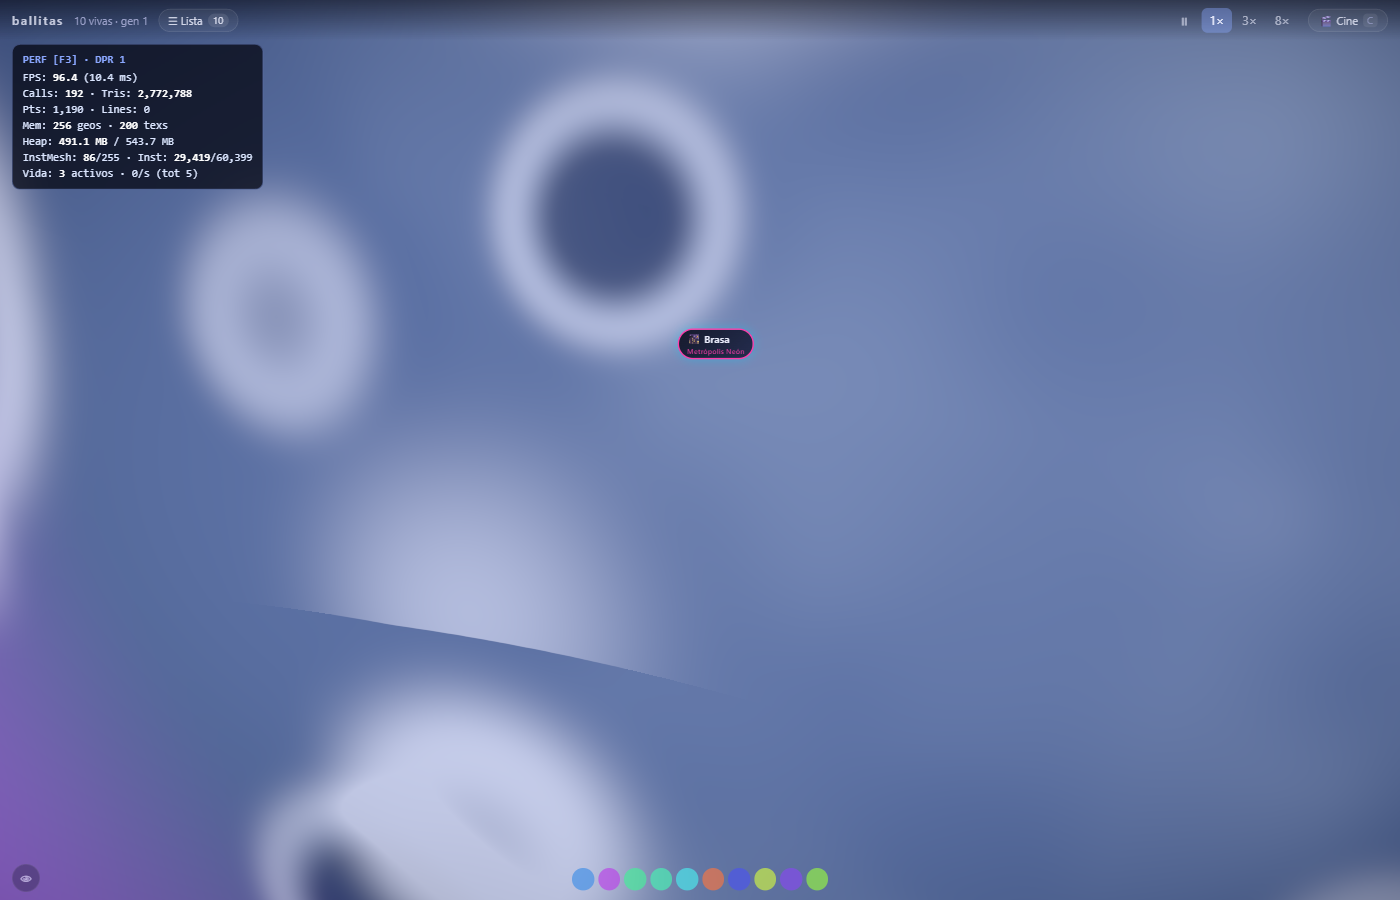 ballitas 10 vivas · gen 1 ☰ Lista 10
1× 3× 8× Cine C
PERF [F3] · DPR 1
FPS: 96.4 (10.4 ms)
Calls: 192 · Tris: 2,772,788
Pts: 1,190 · Lines: 0
Mem: 256 geos · 200 texs
Heap: 491.1 MB / 543.7 MB
InstMesh: 86/255 · Inst: 29,419/60,399
Vida: 3 activos · 0/s (tot 5)
Brasa
Metrópolis Neón